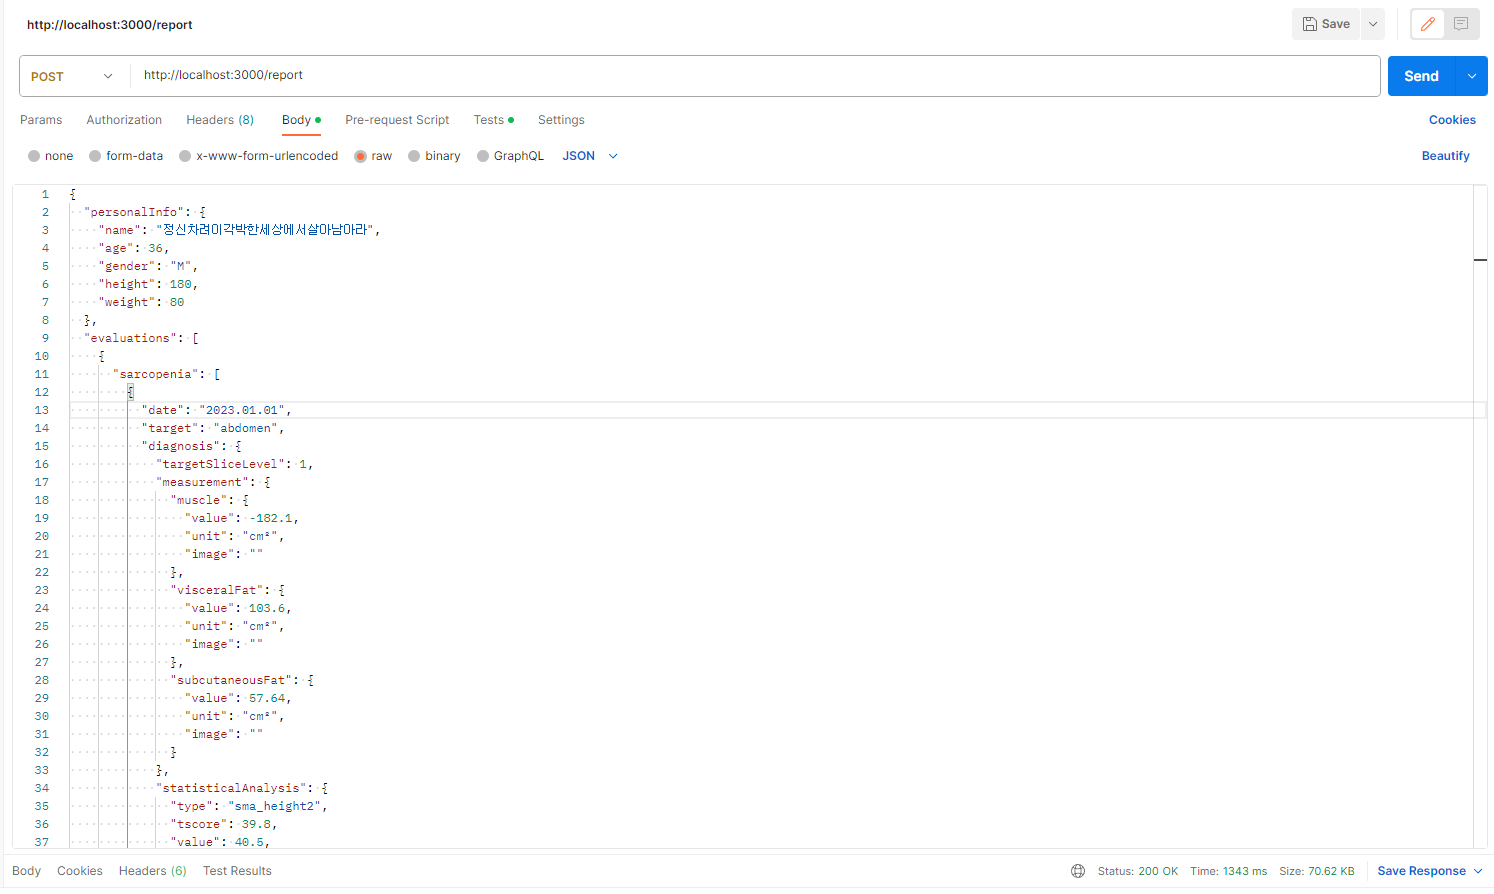 http://localhost:3000/report
Save
POST
http://localhost:3000/report
Send
Params Authorization Headers (8) Body Pre-request Script Tests Settings
Cookies
none form-data x-www-form-urlencoded raw binary GraphQL JSON
Beautify
1 {
2 "personalInfo": {
3 "name": "정신차려이각박한세상에서살아남아라",
4 "age": 36,
5 "gender": "M",
6 "height": 180,
7 "weight": 80
8 },
9 "evaluations": [
10 {
11 "sarcopenia": [
12 {
13 "date": "2023.01.01",
14 "target": "abdomen",
15 "diagnosis": {
16 "targetSliceLevel": 1,
17 "measurement": {
18 "muscle": {
19 "value": -182.1,
20 "unit": "cm²",
21 "image": ""
22 },
23 "visceralFat": {
24 "value": 103.6,
25 "unit": "cm²",
26 "image": ""
27 },
28 "subcutaneousFat": {
29 "value": 57.64,
30 "unit": "cm²",
31 "image": ""
32 }
33 },
34 "statisticalAnalysis": {
35 "type": "sma_height2",
36 "tscore": 39.8,
37 "value": 40.5,
Body Cookies Headers (6) Test Results
Status: 200 OK Time: 1343 ms Size: 70.62 KB
Save Response